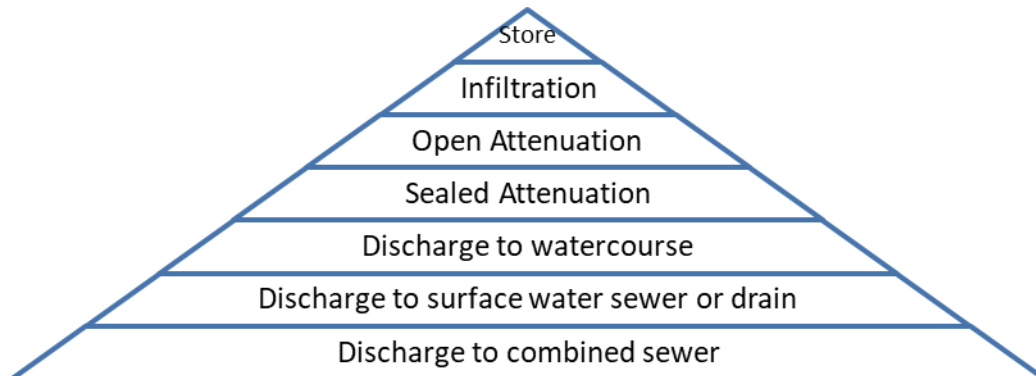 Store
Infiltration
Open Attenuation
Sealed Attenuation
Discharge to watercourse
Discharge to surface water sewer or drain
Discharge to combined sewer